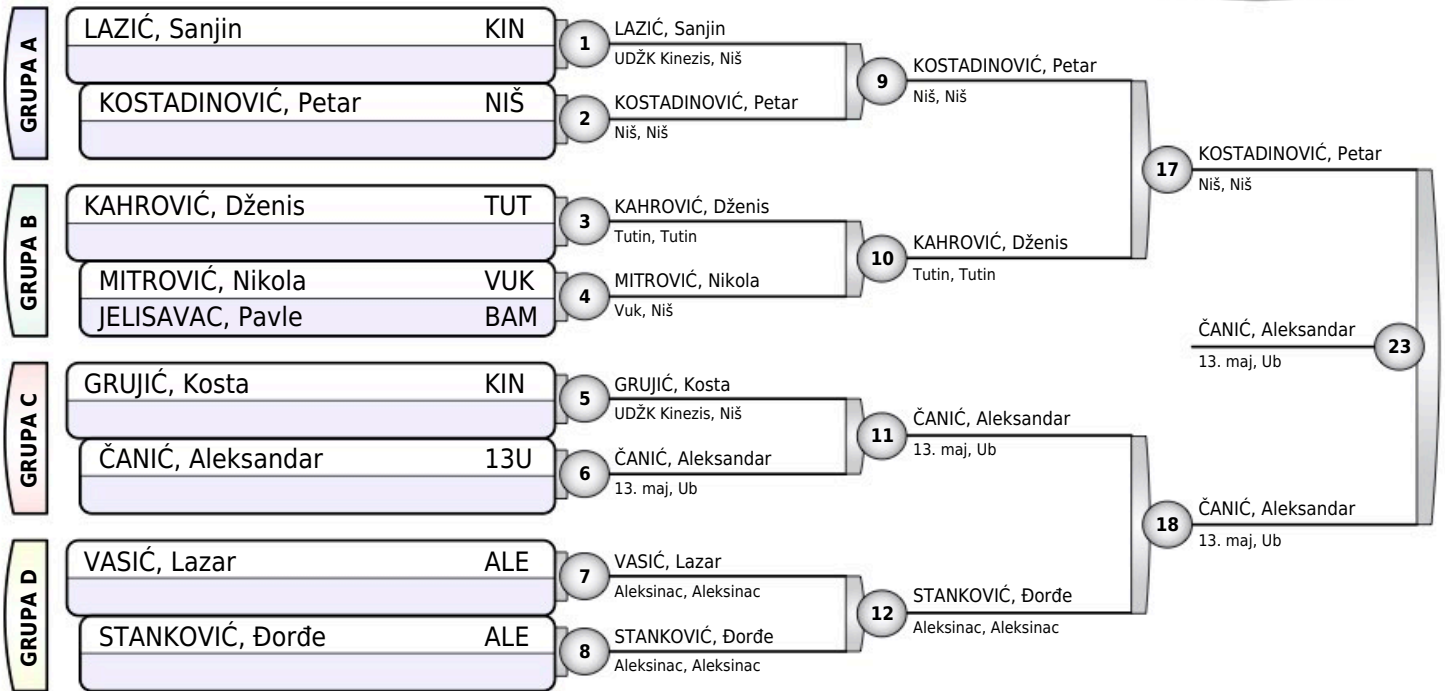 GRUPA A
LAZIĆ, Sanjin KIN
KOSTADINOVIĆ, Petar NIŠ
1
LAZIĆ, Sanjin
UDŽK Kinezis, Niš
2
KOSTADINOVIĆ, Petar
Niš, Niš
9
KOSTADINOVIĆ, Petar
Niš, Niš
GRUPA B
KAHROVIĆ, Dženis TUT
MITROVIĆ, Nikola VUK
JELISAVAC, Pavle BAM
3
KAHROVIĆ, Dženis
Tutin, Tutin
4
MITROVIĆ, Nikola
Vuk, Niš
10
KAHROVIĆ, Dženis
Tutin, Tutin
17
KOSTADINOVIĆ, Petar
Niš, Niš
GRUPA C
GRUJIĆ, Kosta KIN
ČANIĆ, Aleksandar 13U
5
GRUJIĆ, Kosta
UDŽK Kinezis, Niš
6
ČANIĆ, Aleksandar
13. maj, Ub
11
ČANIĆ, Aleksandar
13. maj, Ub
GRUPA D
VASIĆ, Lazar ALE
STANKOVIĆ, Đorđe ALE
7
VASIĆ, Lazar
Aleksinac, Aleksinac
8
STANKOVIĆ, Đorđe
Aleksinac, Aleksinac
12
STANKOVIĆ, Đorđe
Aleksinac, Aleksinac
18
ČANIĆ, Aleksandar
13. maj, Ub
ČANIĆ, Aleksandar
13. maj, Ub
23